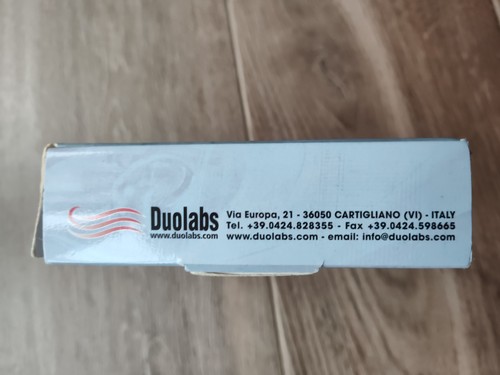 Duolabs
www.duolabs.com
Via Europa, 21 - 36050 CARTIGLIANO (VI) - ITALY
Tel. +39.0424.828355 - Fax +39.0424.598665
www.duolabs.com - email: info@duolabs.com